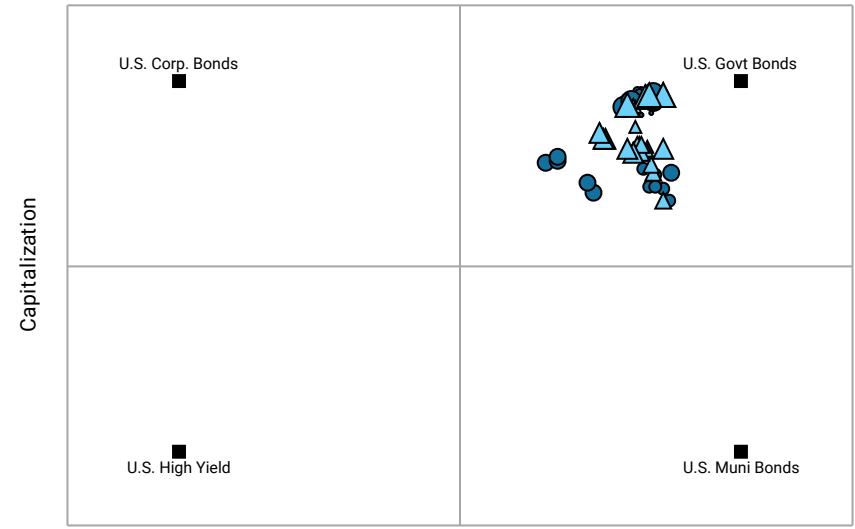 U.S. Corp. Bonds
U.S. Govt Bonds
Capitalization
U.S. High Yield
U.S. Muni Bonds